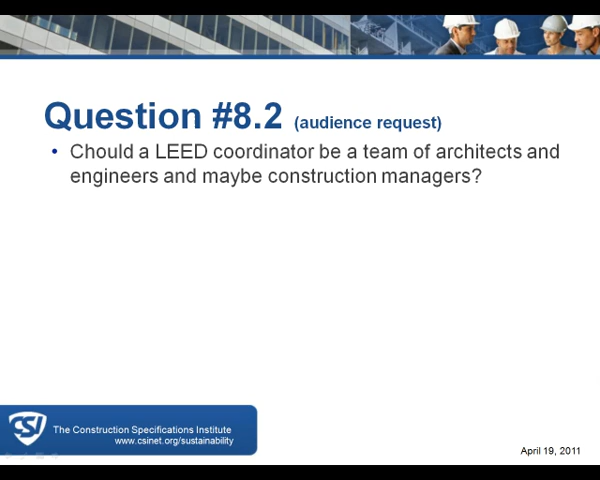 Question #8.2 (audience request)
• Chould a LEED coordinator be a team of architects and
engineers and maybe construction managers?
CSI
The Construction Specifications Institute
www.csinet.org/sustainability
April 19, 2011